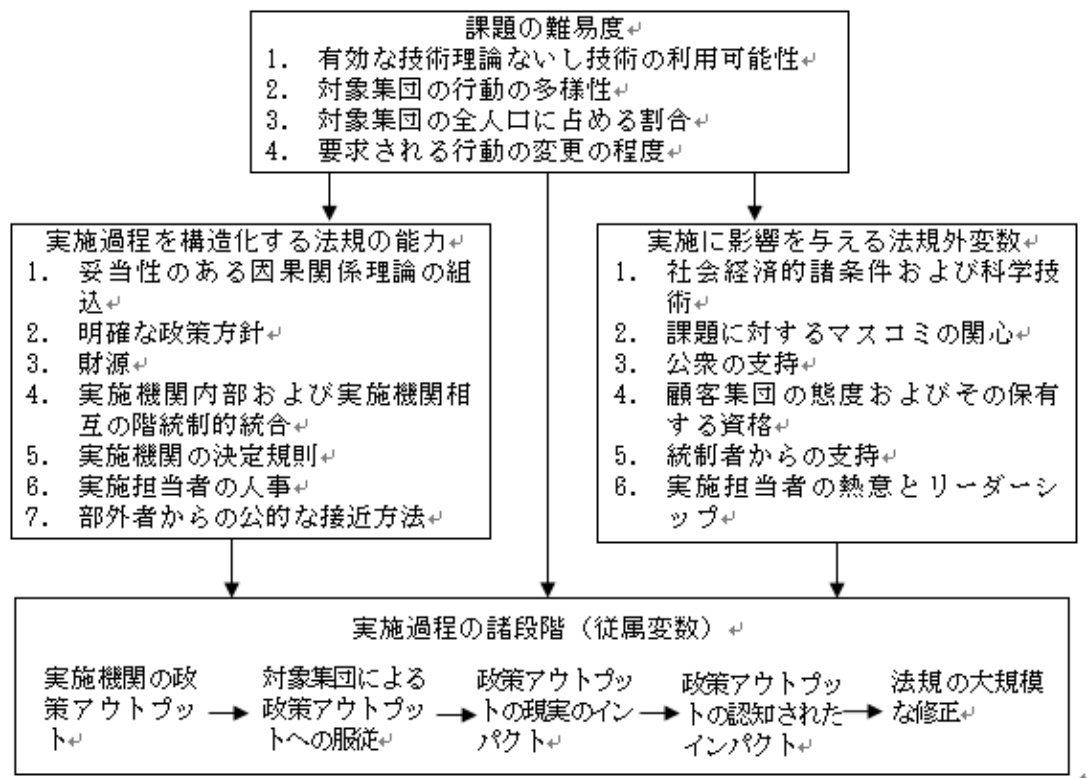 課題の難易度
1. 有効な技術理論ないし技術の利用可能性
2. 対象集団の行動の多様性
3. 対象集団の全人口に占める割合
4. 要求される行動の変更の程度
実施過程を構造化する法規の能力
1. 妥当性のある因果関係理論の組
込
2. 明確な政策方針
3. 財源
4. 実施機関内部および実施機関相
互の階統制的統合
5. 実施機関の決定規則
6. 実施担当者の人事
7. 部外者からの公的な接近方法
実施に影響を与える法規外変数
1. 社会経済的諸条件および科学技
術
2. 課題に対するマスコミの関心
3. 公衆の支持
4. 顧客集団の態度およびその保有
する資格
5. 統制者からの支持
6. 実施担当者の熱意とリーダーシ
ップ
実施過程の諸段階（従属変数）
実施機関の政
策アウトプッ
ト
対象集団による
政策アウトプッ
トへの服従
政策アウトプッ
トの現実のイン
パクト
政策アウトプッ
トの認知された
インパクト
法規の大規模
な修正